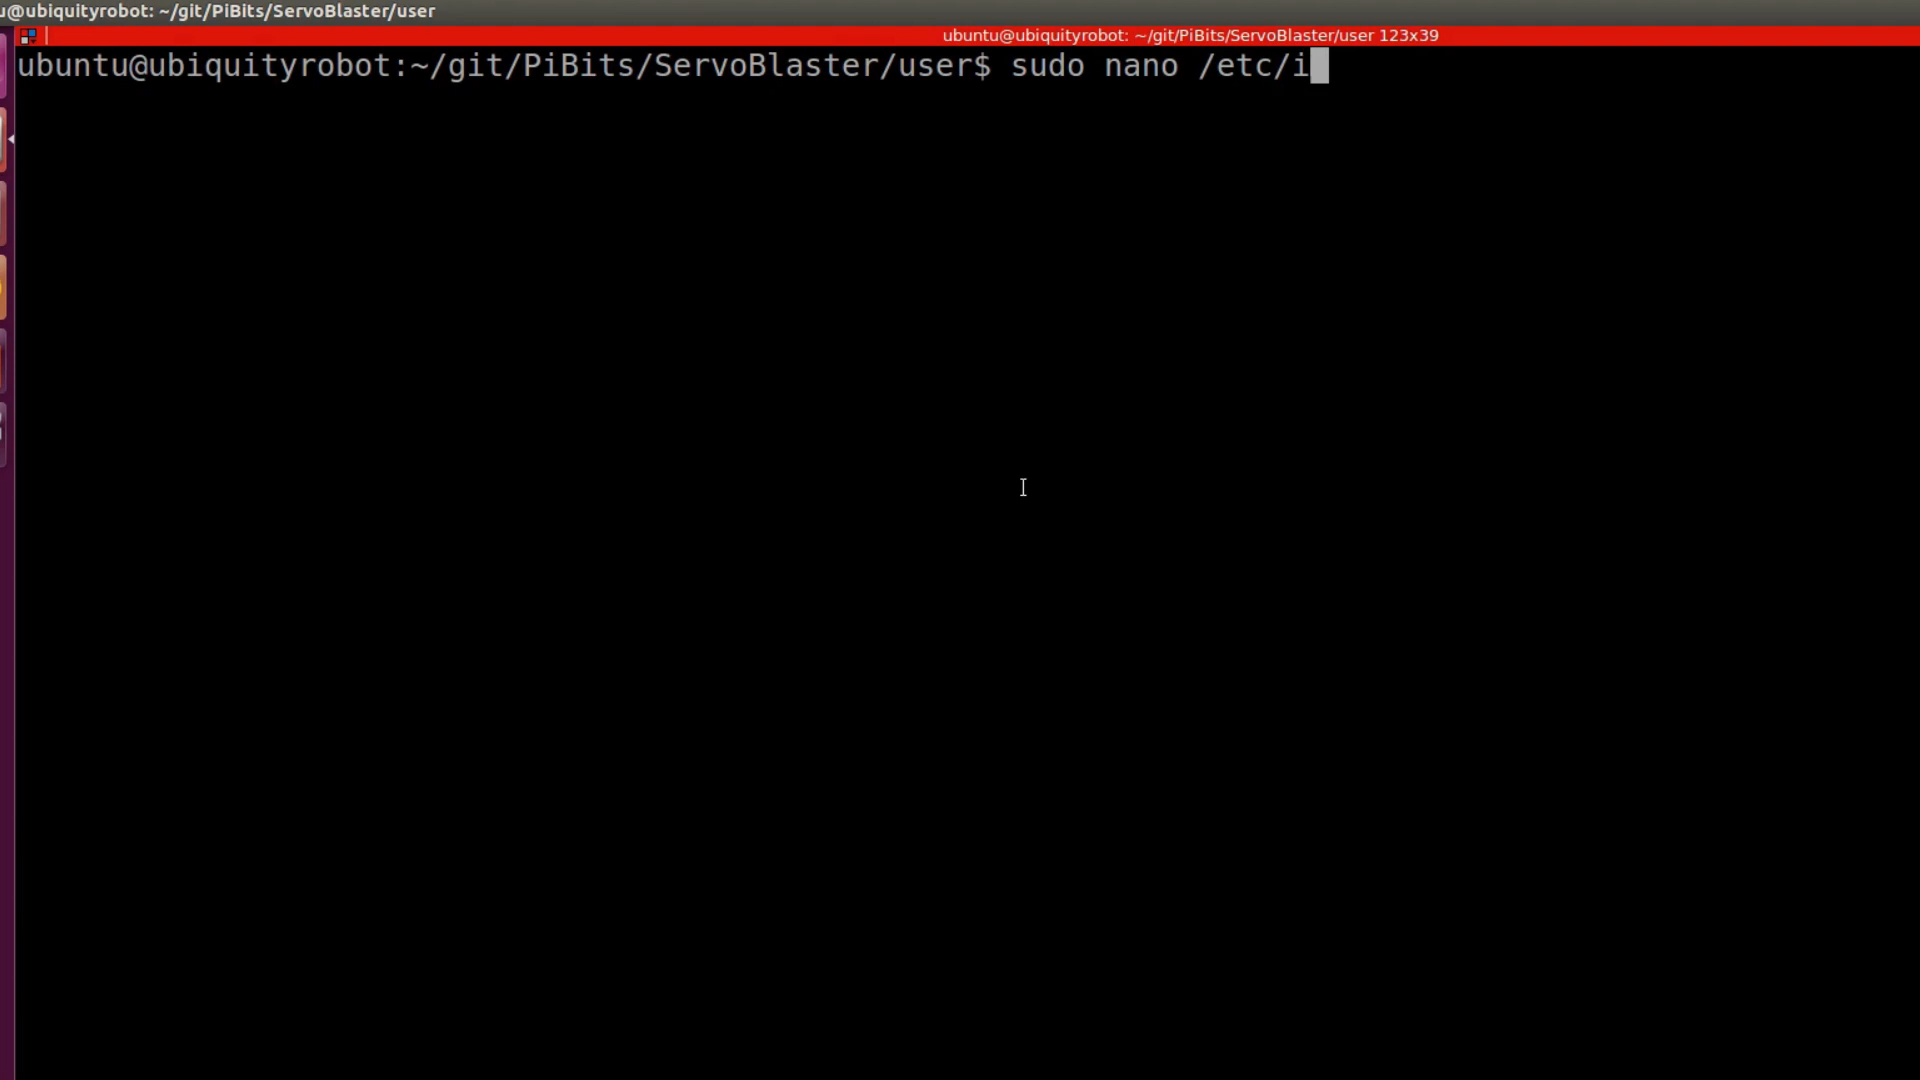 u@ubiquityrobot: ~/git/PiBits/ServoBlaster/user
ubuntu@ubiquityrobot: ~/git/PiBits/ServoBlaster/user 123x39
ubuntu@ubiquityrobot:~/git/PiBits/ServoBlaster/user$ sudo nano /etc/i